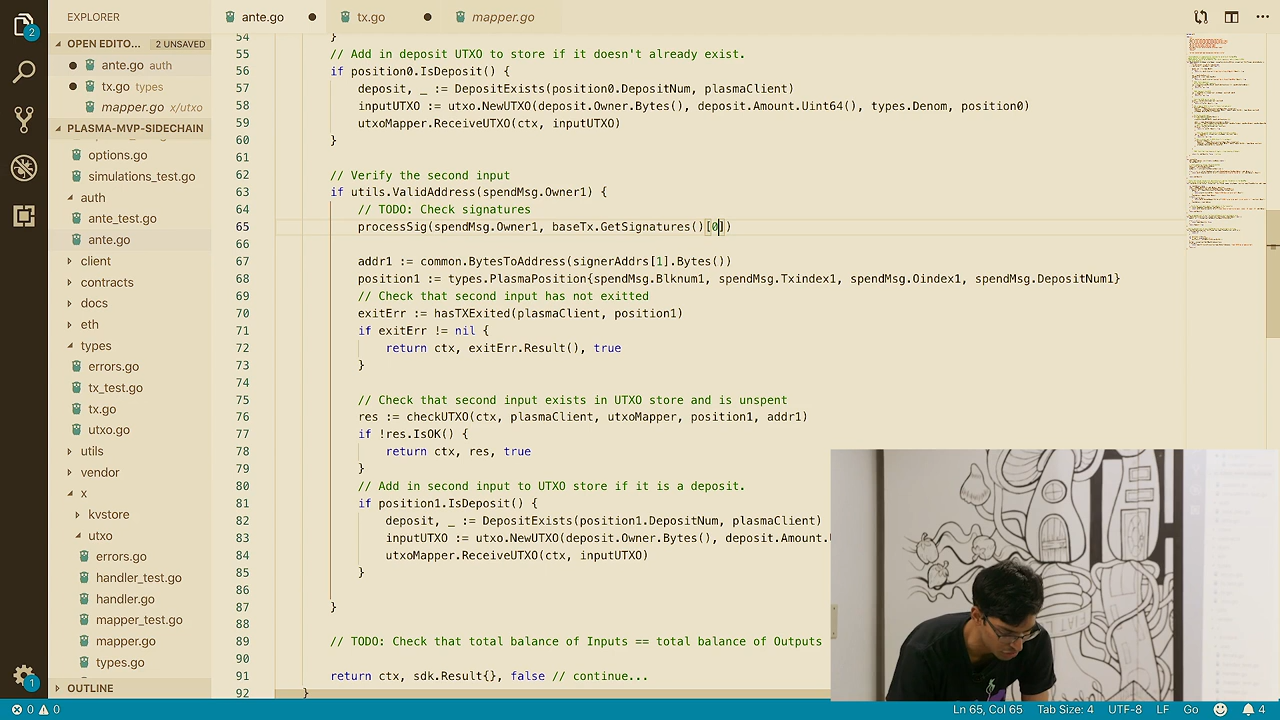 EXPLORER
ante.go
tx.go
mapper.go
OPEN EDITO...
2 UNSAVED
ante.go auth
tx.go types
mapper.go x/utxo
PLASMA-MVP-SIDECHAIN
options.go
simulations_test.go
auth
ante_test.go
ante.go
client
contracts
docs
eth
types
errors.go
tx_test.go
tx.go
utxo.go
utils
vendor
x
kvstore
utxo
errors.go
handler_test.go
handler.go
mapper_test.go
mapper.go
types.go
OUTLINE
54 }
55 // Add in deposit UTXO to store if it doesn't already exist.
56 if position0.IsDeposit() {
57 deposit, _ := DepositExists(position0.DepositNum, plasmaClient)
58 inputUTXO := utxo.NewUTXO(deposit.Owner.Bytes(), deposit.Amount.Uint64(), types.Denom, position0)
59 utxoMapper.ReceiveUTXO(ctx, inputUTXO)
60 }
61
62 // Verify the second input
63 if utils.ValidAddress(spendMsg.Owner1) {
64 // TODO: Check signatures
65 processSig(spendMsg.Owner1, baseTx.GetSignatures()[0])
66
67 addr1 := common.BytesToAddress(signerAddrs[1].Bytes())
68 position1 := types.PlasmaPosition{spendMsg.Blknum1, spendMsg.Txindex1, spendMsg.Oindex1, spendMsg.DepositNum1}
69 // Check that second input has not exitted
70 exitErr := hasTXExited(plasmaClient, position1)
71 if exitErr != nil {
72 return ctx, exitErr.Result(), true
73 }
74
75 // Check that second input exists in UTXO store and is unspent
76 res := checkUTXO(ctx, plasmaClient, utxoMapper, position1, addr1)
77 if !res.IsOK() {
78 return ctx, res, true
79 }
80 // Add in second input to UTXO store if it is a deposit.
81 if position1.IsDeposit() {
82 deposit, _ := DepositExists(position1.DepositNum, plasmaClient)
83 inputUTXO := utxo.NewUTXO(deposit.Owner.Bytes(), deposit.Amount.
84 utxoMapper.ReceiveUTXO(ctx, inputUTXO)
85 }
86
87 }
88
89 // TODO: Check that total balance of Inputs == total balance of Outputs
90
91 return ctx, sdk.Result{}, false // continue...
92 }
2
1
0 0
Ln 65, Col 65 Tab Size: 4 UTF-8 LF Go 4